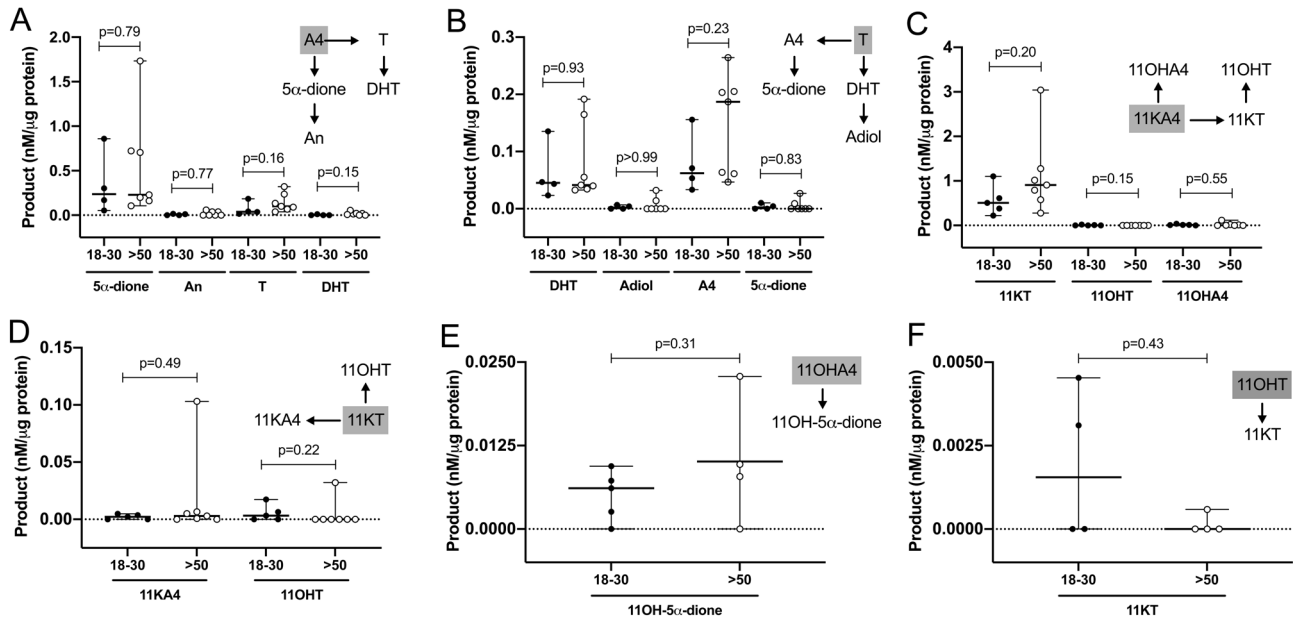 A
Product (nM/μg protein)
2.0
1.5
1.0
0.5
0.0
p=0.79
p=0.77
p=0.16
p=0.15
A4 T
5α-dione DHT
An
18-30 >50 18-30 >50 18-30 >50 18-30 >50
5α-dione An T DHT
B
Product (nM/μg protein)
0.3
0.2
0.1
0.0
p=0.93
p>0.99
p=0.23
p=0.83
A4 T
5α-dione DHT
Adiol
18-30 >50 18-30 >50 18-30 >50 18-30 >50
DHT Adiol A4 5α-dione
C
Product (nM/μg protein)
4
3
2
1
0
p=0.20
p=0.15
p=0.55
11OHA4 11OHT
11KA4 11KT
18-30 >50 18-30 >50 18-30 >50
11KT 11OHT 11OHA4
D
Product (nM/μg protein)
0.15
0.10
0.05
0.00
p=0.49
p=0.22
11OHT
11KA4 11KT
18-30 >50 18-30 >50
11KA4 11OHT
E
Product (nM/μg protein)
0.0250
0.0125
0.0000
p=0.31
11OHA4
11OH-5α-dione
18-30 >50
11OH-5α-dione
F
Product (nM/μg protein)
0.0050
0.0025
0.0000
p=0.43
11OHT
11KT
18-30 >50
11KT